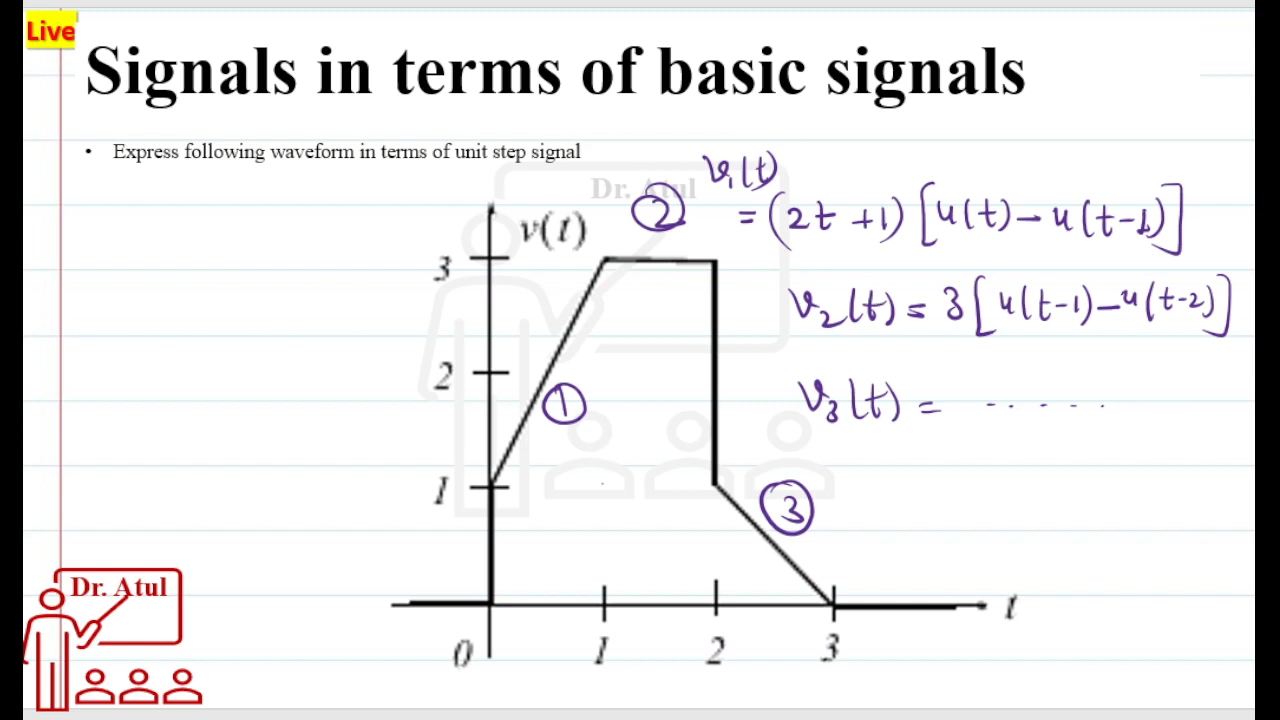 Live
Signals in terms of basic signals
• Express following waveform in terms of unit step signal
Dr. Atul
v₁(t)
② = (2t + 1) [u(t) - u(t-1)]
v(t)
3
v₂(t) = 3 [u(t-1) - u(t-2)]
2
①
v₃(t) = ......
1
③
Dr. Atul
t
0 1 2 3